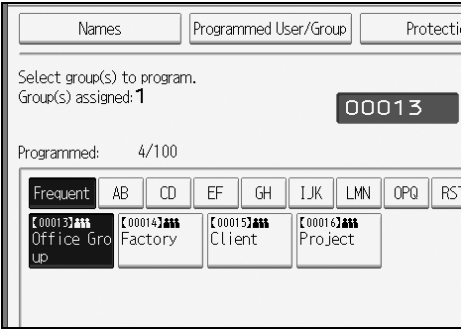 Names Programmed User/Group Protecti
Select group(s) to program.
Group(s) assigned: 1
00013
Programmed: 4/100
Frequent AB CD EF GH IJK LMN OPQ RST
【00013】 【00014】 【00015】 【00016】
Office Gro Factory Client Project
up